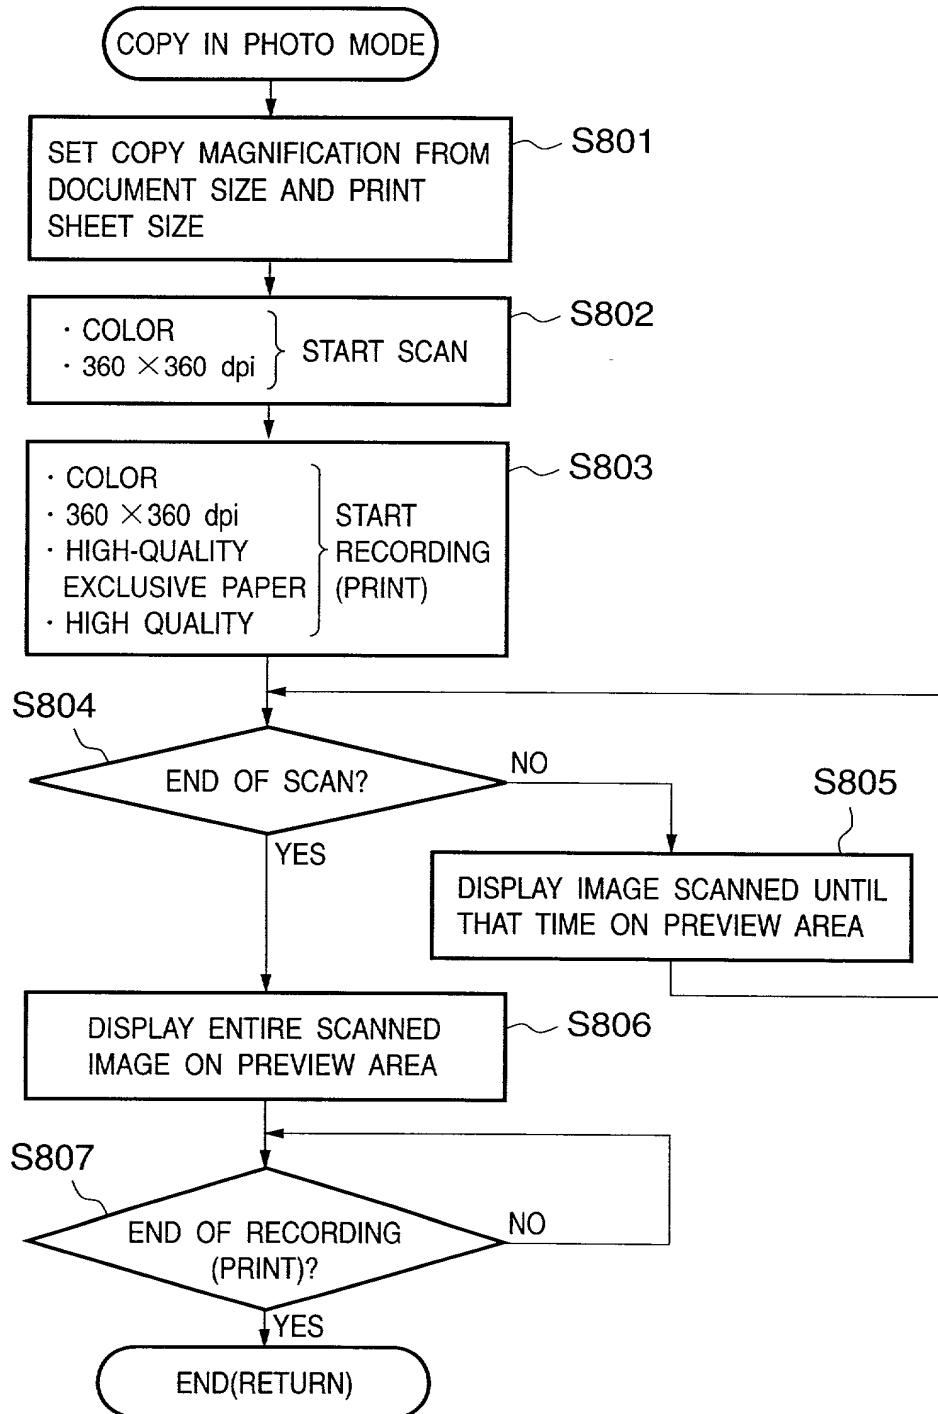 COPY IN PHOTO MODE
S801
SET COPY MAGNIFICATION FROM
DOCUMENT SIZE AND PRINT
SHEET SIZE
S802
· COLOR
· 360 ×360 dpi
START SCAN
S803
· COLOR
· 360 ×360 dpi
· HIGH-QUALITY
EXCLUSIVE PAPER
· HIGH QUALITY
START
RECORDING
(PRINT)
S804
END OF SCAN?
NO
YES
S805
DISPLAY IMAGE SCANNED UNTIL
THAT TIME ON PREVIEW AREA
DISPLAY ENTIRE SCANNED
IMAGE ON PREVIEW AREA
S806
S807
END OF RECORDING
(PRINT)?
NO
YES
END(RETURN)